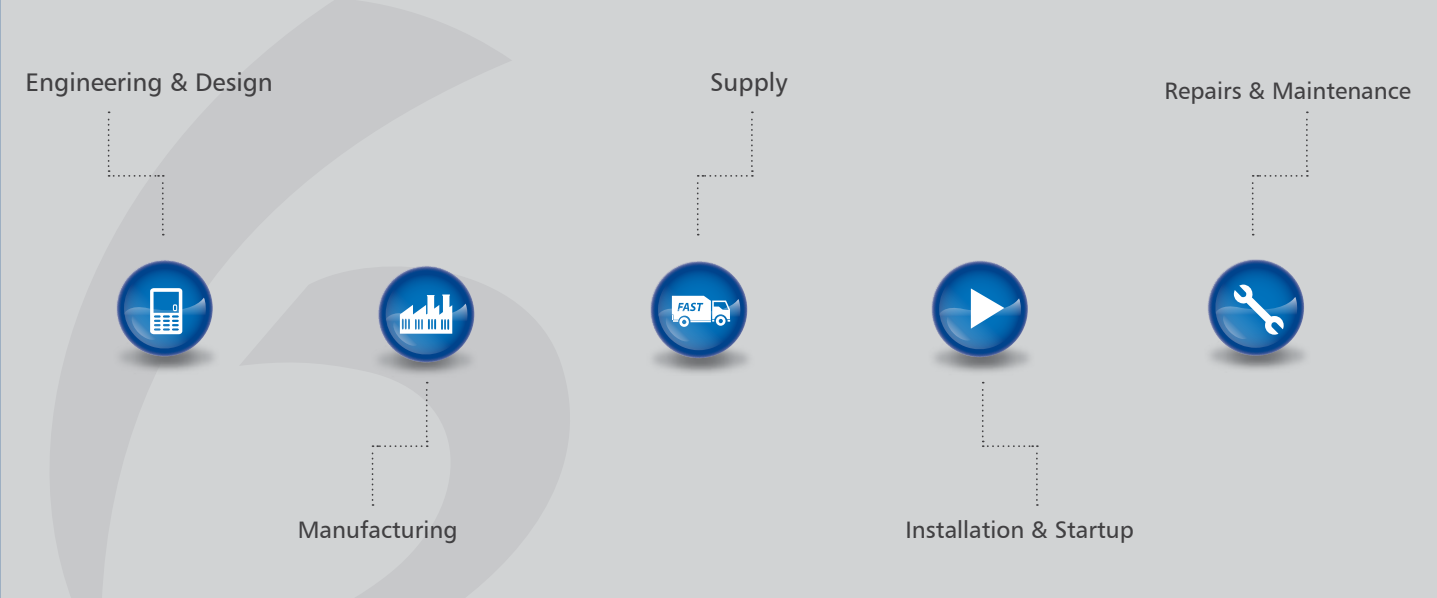 Engineering & Design
Supply
Repairs & Maintenance
FAST
Manufacturing
Installation & Startup